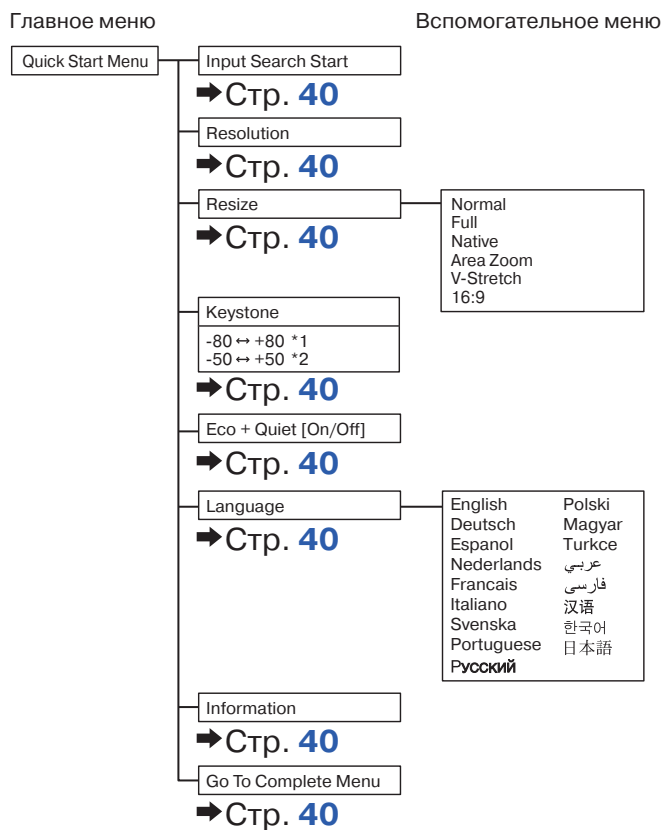 Главное меню
Вспомогательное меню
Quick Start Menu
Input Search Start
➡Стр. 40
Resolution
➡Стр. 40
Resize
➡Стр. 40
Normal
Full
Native
Area Zoom
V-Stretch
16:9
Keystone
-80 ↔ +80 *1
-50 ↔ +50 *2
➡Стр. 40
Eco + Quiet [On/Off]
➡Стр. 40
Language
➡Стр. 40
English
Deutsch
Espanol
Nederlands
Francais
Italiano
Svenska
Portuguese
Русский
Polski
Magyar
Turkce
عربي
فارسی
汉语
한국어
日本語
Information
➡Стр. 40
Go To Complete Menu
➡Стр. 40